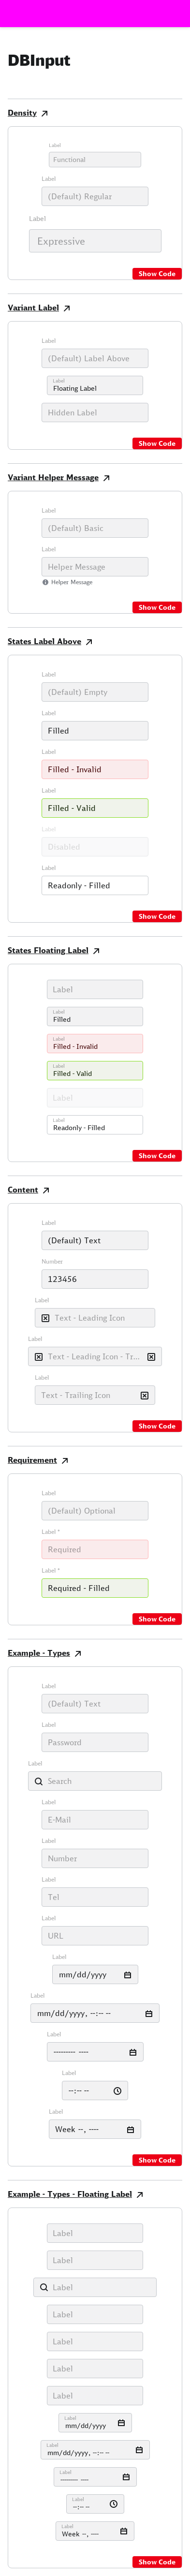 DBInput
Density
Label
Functional
Label
(Default) Regular
Label
Expressive
Show Code
Variant Label
Label
(Default) Label Above
Label
Floating Label
Hidden Label
Show Code
Variant Helper Message
Label
(Default) Basic
Label
Helper Message
Helper Message
Show Code
States Label Above
Label
(Default) Empty
Label
Filled
Label
Filled - Invalid
Label
Filled - Valid
Label
Disabled
Label
Readonly - Filled
Show Code
States Floating Label
Label
Label
Filled
Label
Filled - Invalid
Label
Filled - Valid
Label
Label
Readonly - Filled
Show Code
Content
Label
(Default) Text
Number
123456
Label
Text - Leading Icon
Label
Text - Leading Icon - Tr...
Label
Text - Trailing Icon
Show Code
Requirement
Label
(Default) Optional
Label *
Required
Label *
Required - Filled
Show Code
Example - Types
Label
(Default) Text
Label
Password
Label
Search
Label
E-Mail
Label
Number
Label
Tel
Label
URL
Label
mm/dd/yyyy
Label
mm/dd/yyyy, --:-- --
Label
--------- ----
Label
--:-- --
Label
Week --, ----
Show Code
Example - Types - Floating Label
Label
Label
Label
Label
Label
Label
Label
Label
mm/dd/yyyy
Label
mm/dd/yyyy, --:-- --
Label
--------- ----
Label
--:-- --
Label
Week --, ----
Show Code